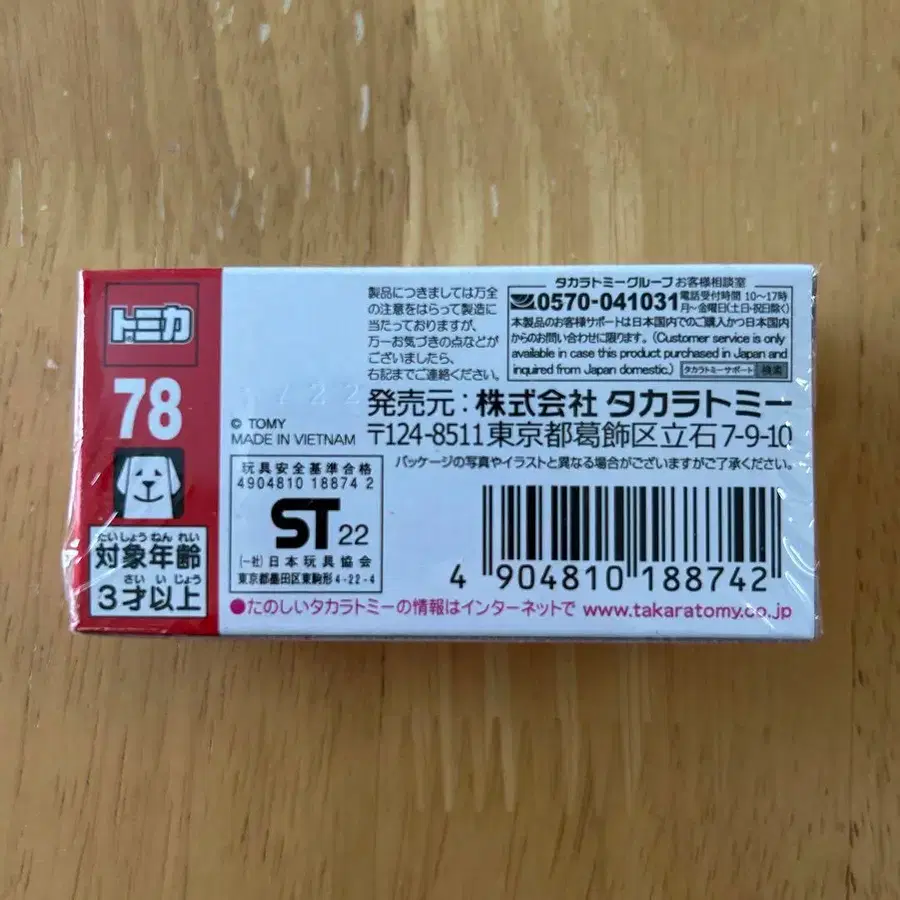 トミカ
78
たいしょうねんれい
対象年齢
さいいじょう
3才以上
製品につきましては万全
の注意をはらって製造に
当たっておりますが、
万一お気づきの点などが
ございましたら、
右記までご連絡ください。
タカラトミーグループお客様相談室
0570-041031 電話受付時間 10〜17時
月〜金曜日(土・日・祝日除く)
本製品のお客様サポートは日本国内でのご購入かつ日本国内
からのお問い合わせに限ります。(Customer service is only
available in case this product purchased in Japan and
inquired from Japan domestic.) タカラトミーサポート 検索
© TOMY
MADE IN VIETNAM
発売元:株式会社 タカラトミー
〒124-8511 東京都葛飾区立石7-9-10
パッケージの写真やイラストと異なる場合がございますがご了承ください。
玩具安全基準合格
4904810 18874 2
ST 22
(一社)日本玩具協会
東京都墨田区東駒形4-22-4
4 904810 188742
●たのしいタカラトミーの情報はインターネットで www.takaratomy.co.jp